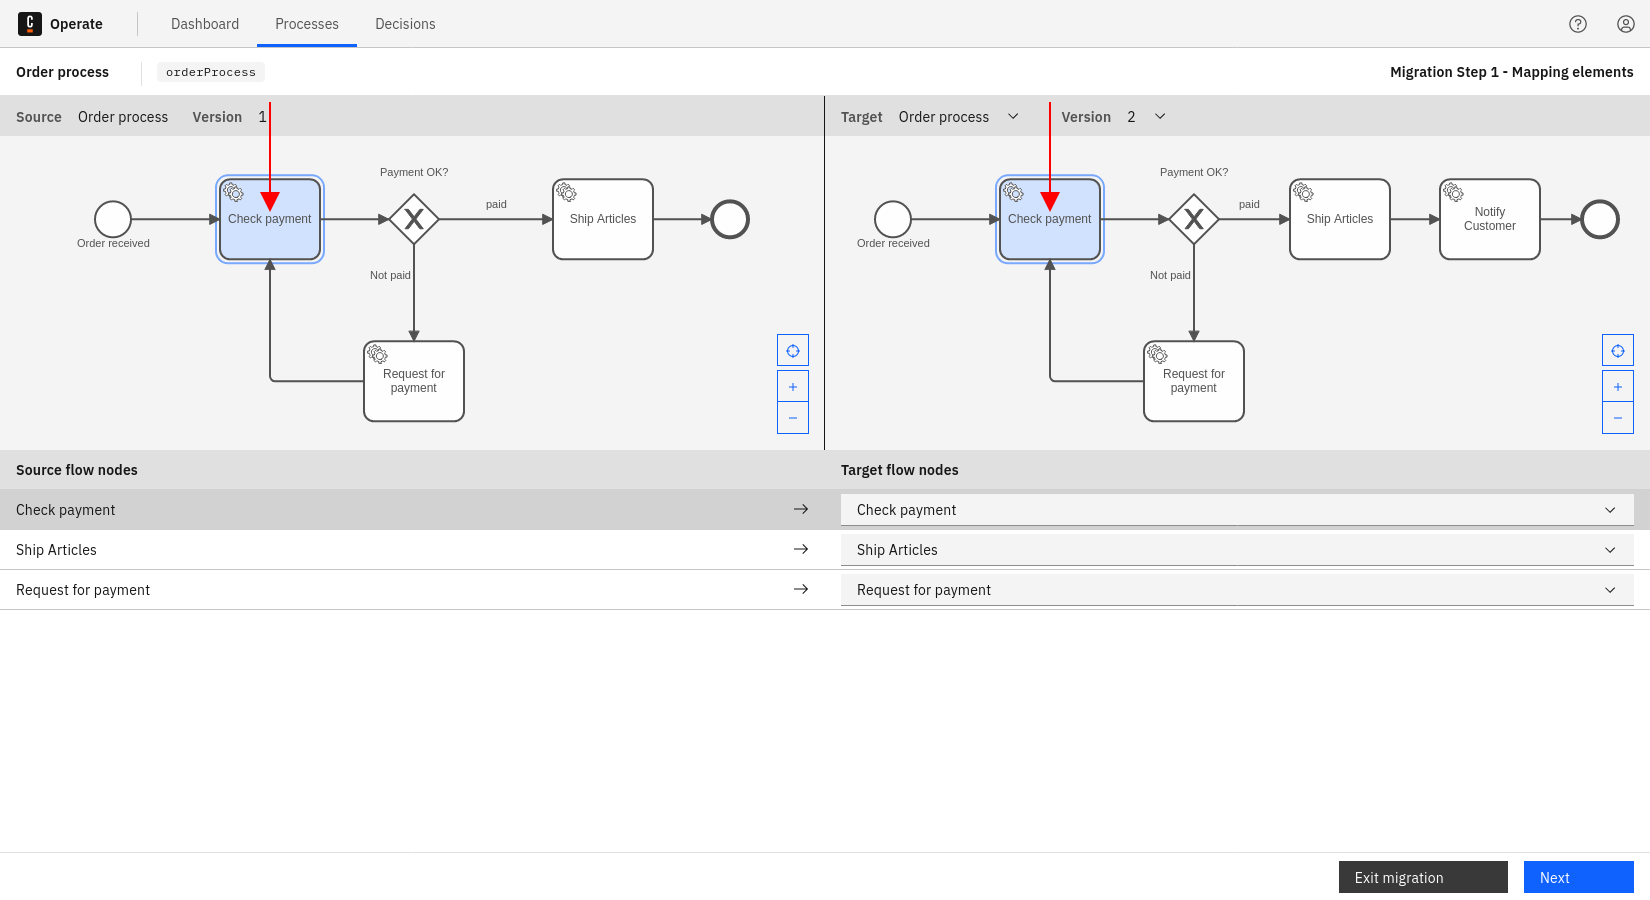 Operate Dashboard Processes Decisions
Order process orderProcess Migration Step 1 - Mapping elements
Source Order process Version 1
Target Order process Version 2
Payment OK?
Check payment
paid
Ship Articles
Order received
Not paid
Request for
payment
Payment OK?
Check payment
paid
Ship Articles
Notify
Customer
Order received
Not paid
Request for
payment
Source flow nodes Target flow nodes
Check payment Check payment
Ship Articles Ship Articles
Request for payment Request for payment
Exit migration Next